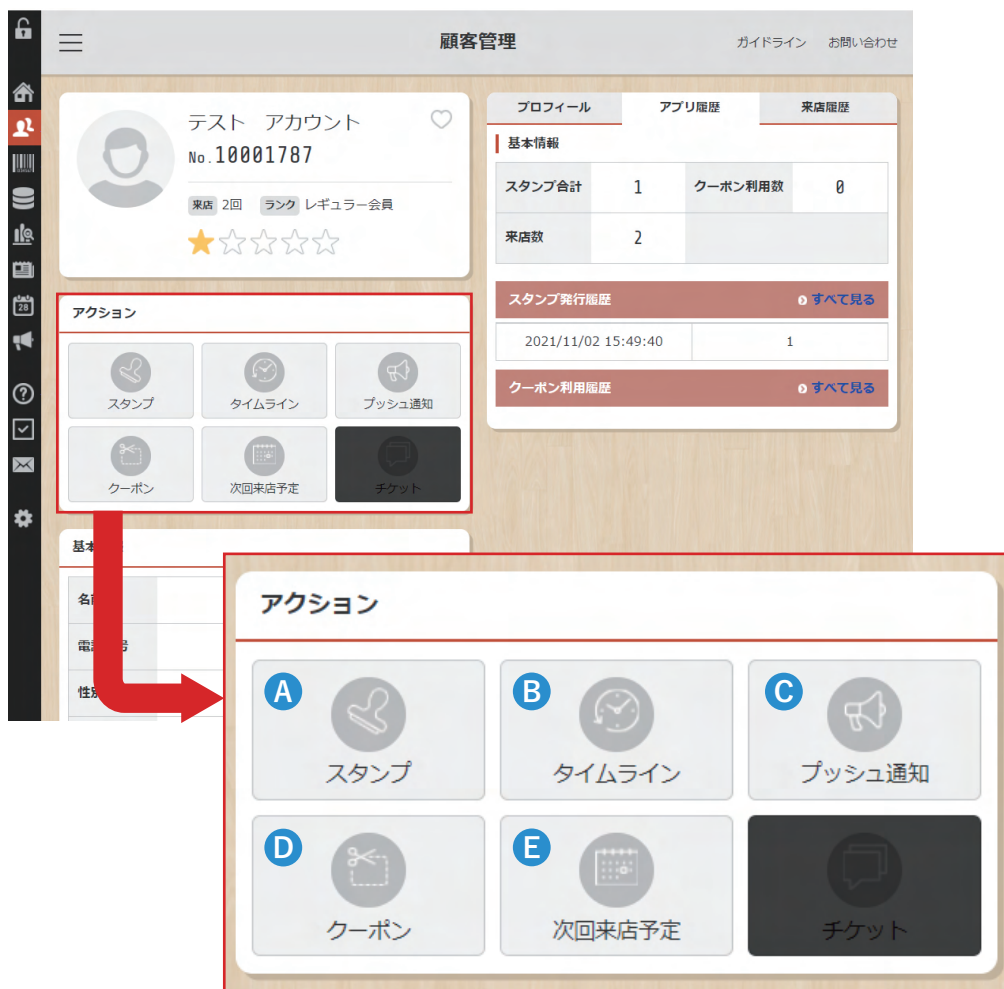 顧客管理
ガイドライン お問い合わせ
テスト アカウント
No.10001787
来店 2回 ランク レギュラー会員
プロフィール アプリ履歴 来店履歴
基本情報
スタンプ合計 1 クーポン利用数 0
来店数 2
スタンプ発行履歴 すべて見る
2021/11/02 15:49:40 1
クーポン利用履歴 すべて見る
28
アクション
スタンプ タイムライン プッシュ通知
クーポン 次回来店予定 チケット
基本
名
電
性
アクション
A B C
スタンプ タイムライン プッシュ通知
D E
クーポン 次回来店予定 チケット